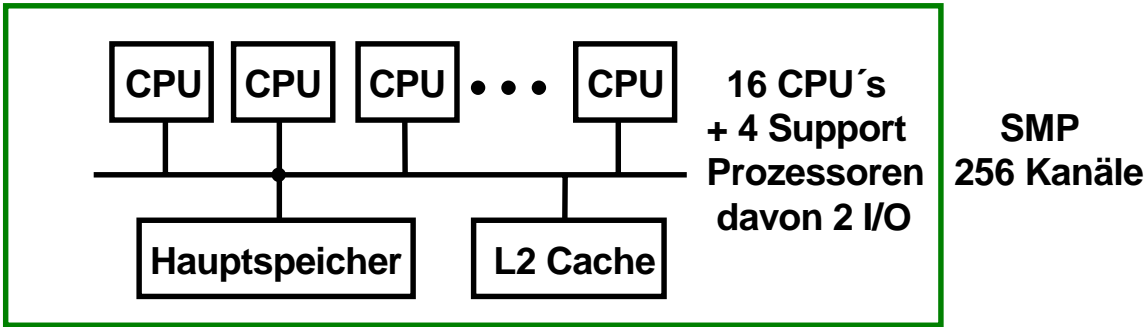 CPU CPU CPU • • • CPU
16 CPU´s
+ 4 Support
Prozessoren
davon 2 I/O
SMP
256 Kanäle
Hauptspeicher
L2 Cache